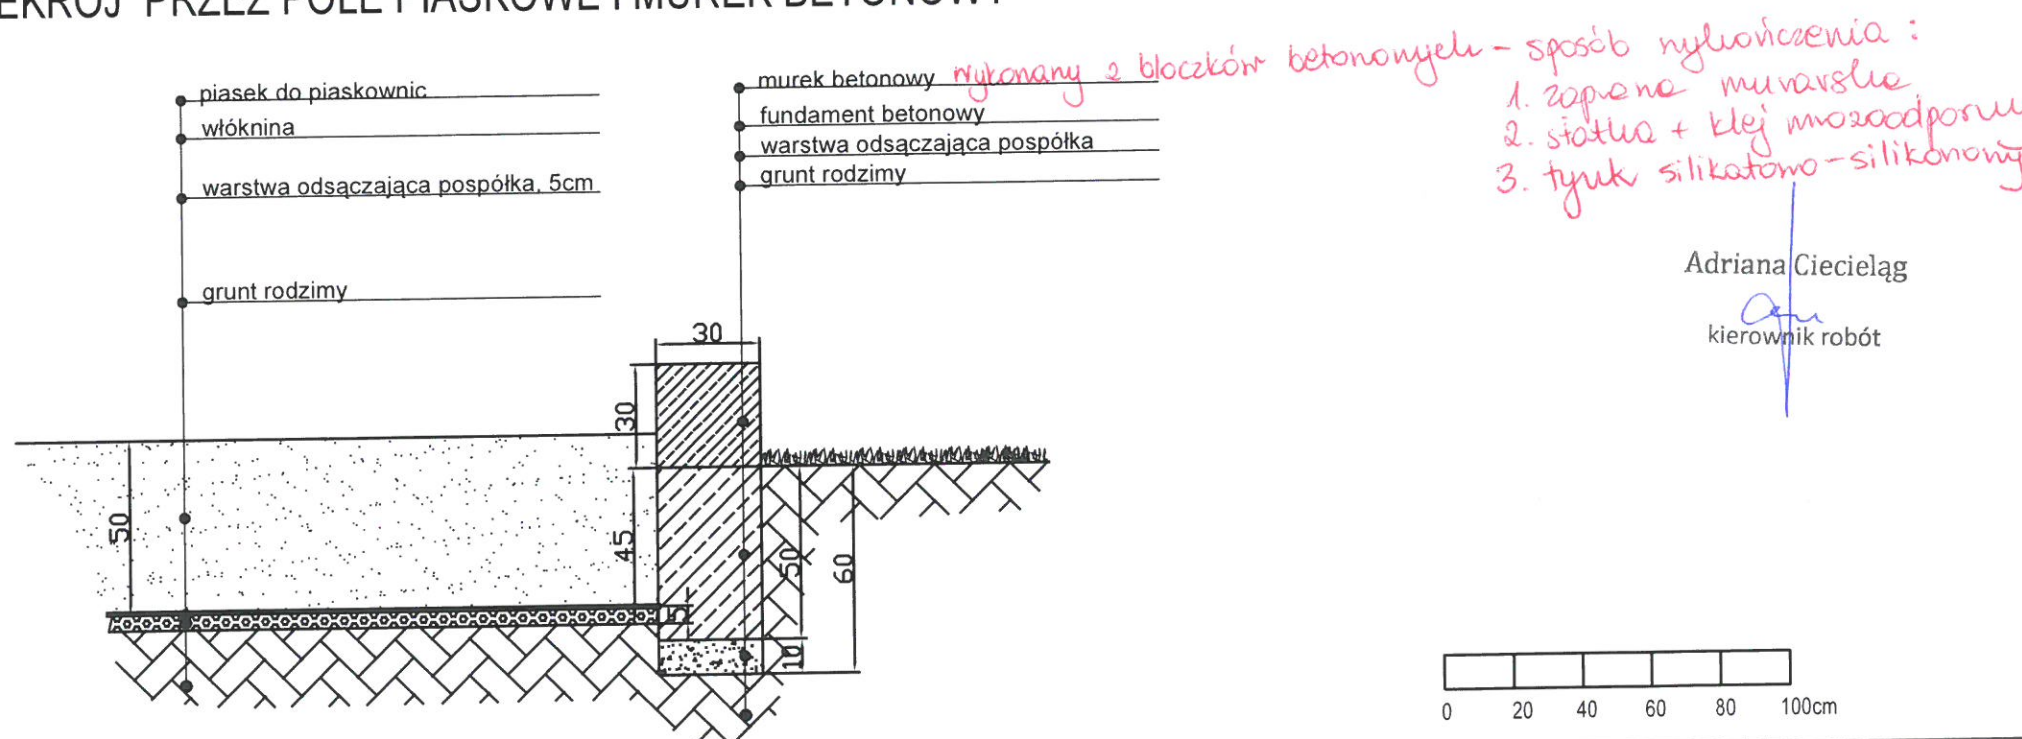 PRZEZ POLE PIASKOWE I MUREK BETONOWY
piasek do piaskownic
włóknina
warstwa odsączająca pospółka, 5cm
grunt rodzimy
murek betonowy wykonany z bloczków betonowych - sposób wykończenia :
fundament betonowy
warstwa odsączająca pospółka
grunt rodzimy
1. zaprawa murarska
2. siatka + klej mrozoodporn
3. tynk silikatowo-silikonowy
Adriana Ciecieląg
kierownik robót
30
30
50
45
5
50
60
10
0 20 40 60 80 100cm